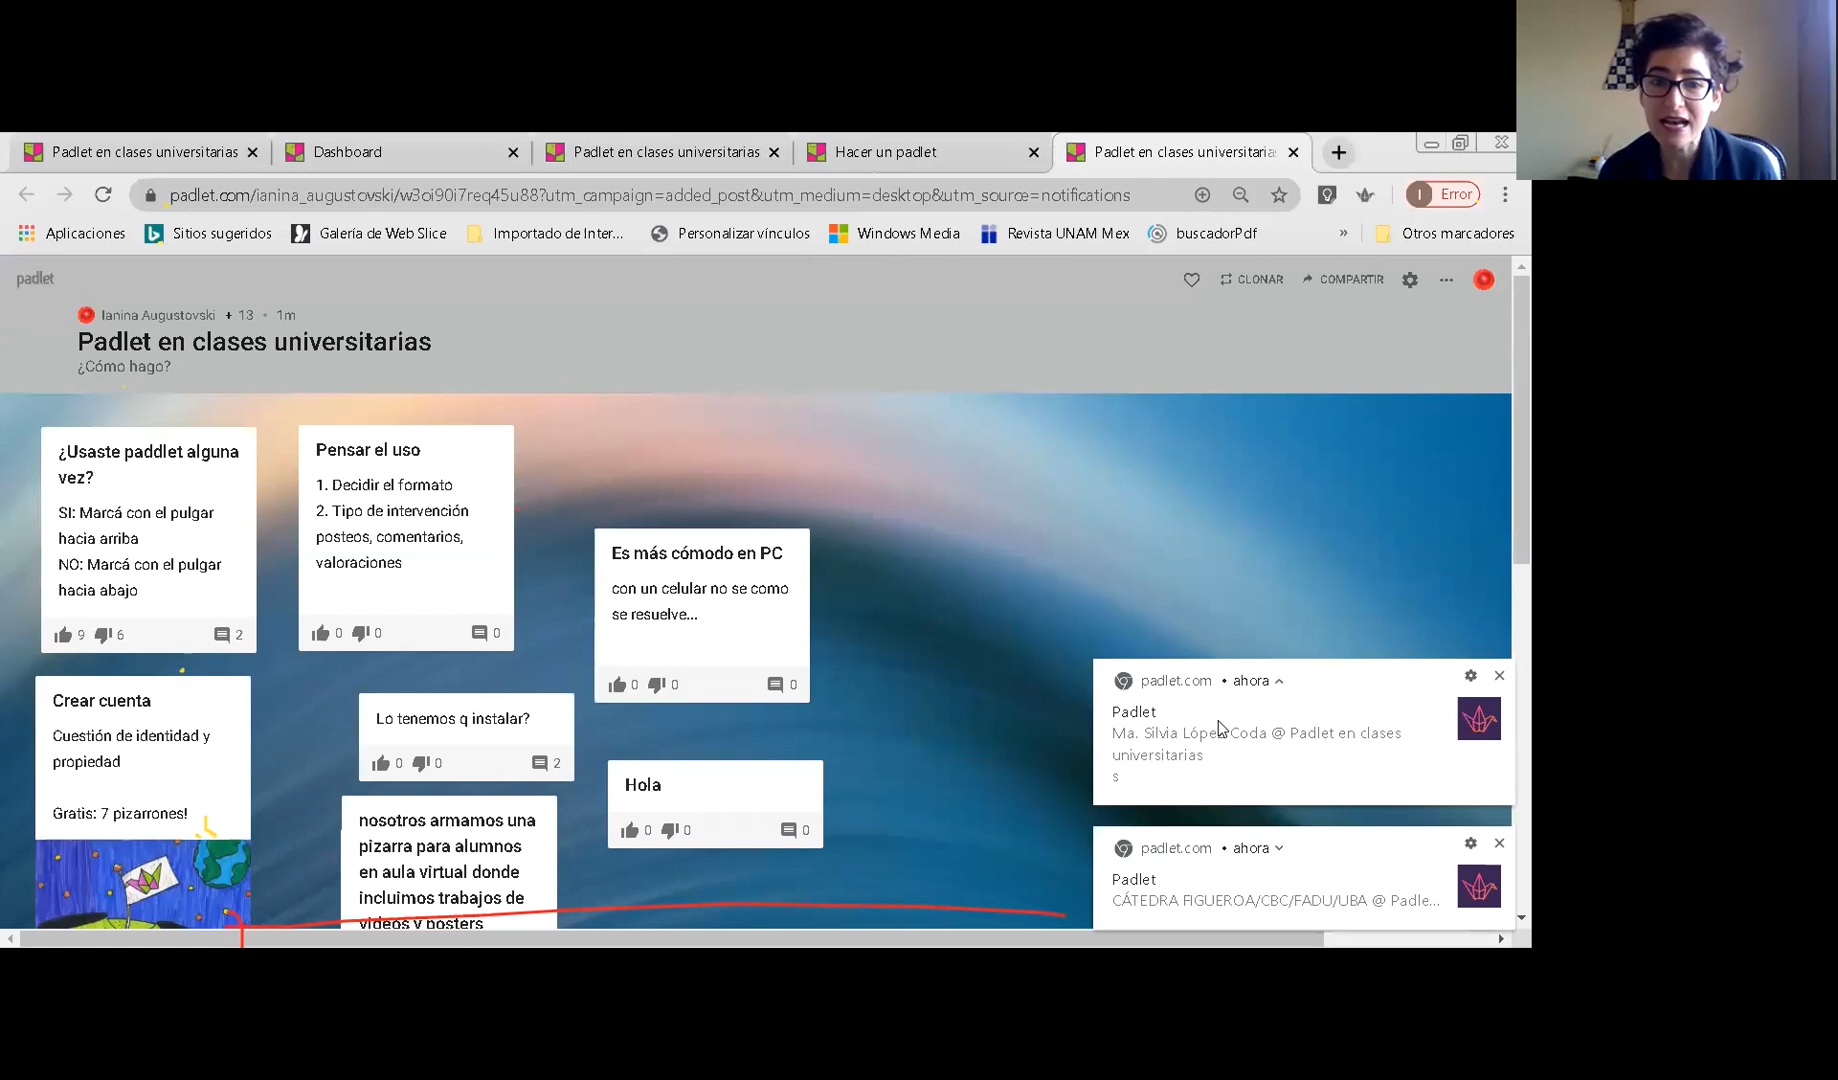 Padlet en clases universitarias
Dashboard
Padlet en clases universitarias
Hacer un padlet
Padlet en clases universitaria
padlet.com/ianina_augustovski/w3oi90i7req45u88?utm_campaign=added_post&utm_medium=desktop&utm_source=notifications
I Error
Aplicaciones
Sitios sugeridos
Galería de Web Slice
Importado de Inter...
Personalizar vínculos
Windows Media
Revista UNAM Mex
buscadorPdf
»
Otros marcadores
padlet
CLONAR
COMPARTIR
Ianina Augustovski + 13 • 1m
Padlet en clases universitarias
¿Cómo hago?
¿Usaste paddlet alguna
vez?
SI: Marcá con el pulgar
hacia arriba
NO: Marcá con el pulgar
hacia abajo
9 6 2
Pensar el uso
1. Decidir el formato
2. Tipo de intervención
posteos, comentarios,
valoraciones
0 0 0
Es más cómodo en PC
con un celular no se como
se resuelve...
0 0 0
Crear cuenta
Cuestión de identidad y
propiedad
Gratis: 7 pizarrones!
Lo tenemos q instalar?
0 0 2
Hola
0 0 0
nosotros armamos una
pizarra para alumnos
en aula virtual donde
incluimos trabajos de
videos y posters
padlet.com • ahora
Padlet
Ma. Silvia López Coda @ Padlet en clases
universitarias
s
padlet.com • ahora
Padlet
CÁTEDRA FIGUEROA/CBC/FADU/UBA @ Padle...